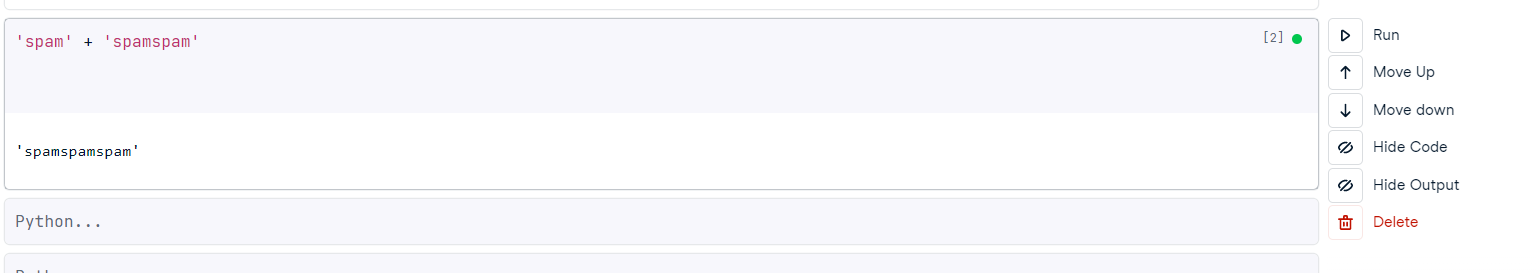 'spam' + 'spamspam'
[2]
'spamspamspam'
Python...
Run
Move Up
Move down
Hide Code
Hide Output
Delete